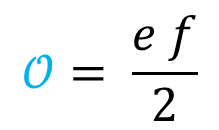 𝒪 = e f / 2